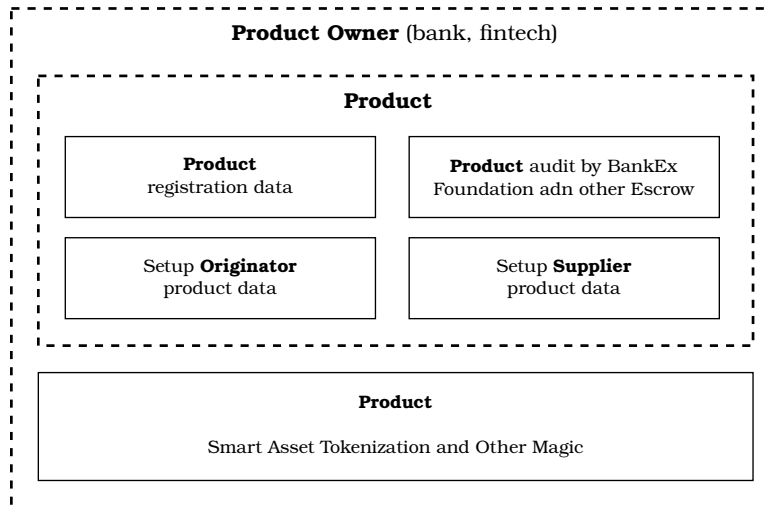 Product Owner (bank, fintech)
Product
Product
registration data
Product audit by BankEx
Foundation adn other Escrow
Setup Originator
product data
Setup Supplier
product data
Product
Smart Asset Tokenization and Other Magic